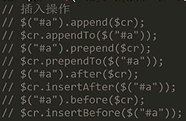 // 插入操作
// $("#a").append($cr);
// $cr.appendTo($("#a"));
// $("#a").prepend($cr);
// $cr.prependTo($("#a"));
// $("#a").after($cr);
// $cr.insertAfter($("#a"));
// $("#a").before($cr);
// $cr.insertBefore($("#a"));